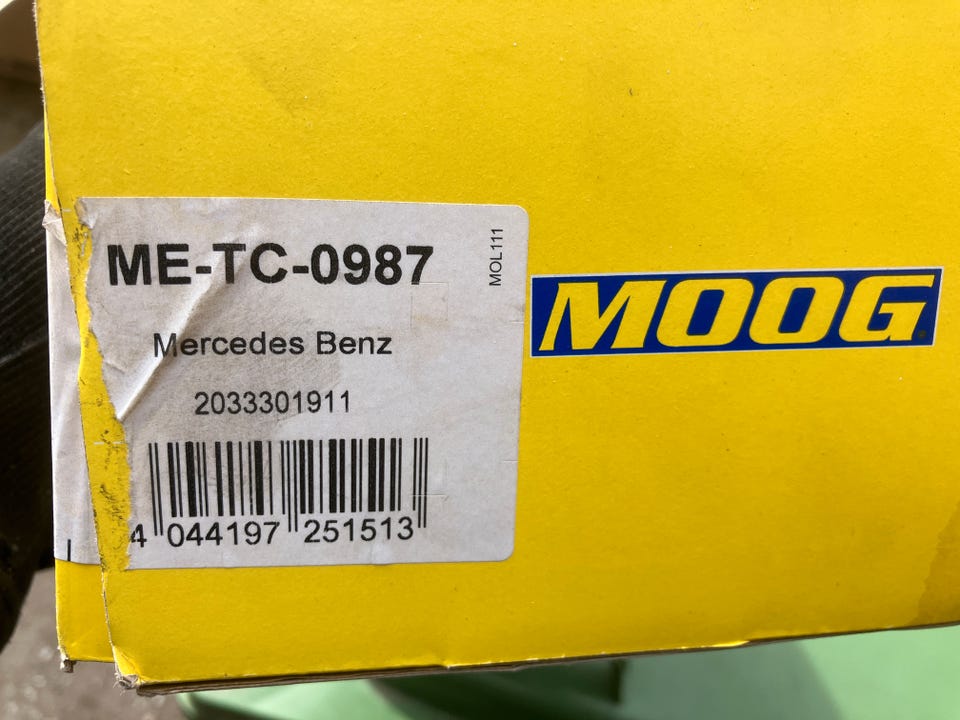 ME-TC-0987
MOL111
Mercedes Benz
2033301911
4 044197 251513
MOOG